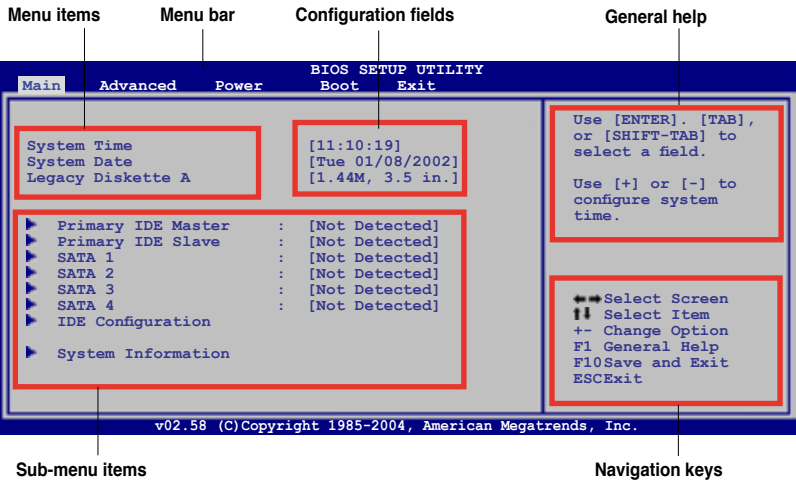 Menu items Menu bar Configuration fields General help
BIOS SETUP UTILITY
Main Advanced Power Boot Exit
System Time [11:10:19]
System Date [Tue 01/08/2002]
Legacy Diskette A [1.44M, 3.5 in.]
Primary IDE Master : [Not Detected]
Primary IDE Slave : [Not Detected]
SATA 1 : [Not Detected]
SATA 2 : [Not Detected]
SATA 3 : [Not Detected]
SATA 4 : [Not Detected]
IDE Configuration
System Information
Use [ENTER]. [TAB],
or [SHIFT-TAB] to
select a field.
Use [+] or [-] to
configure system
time.
Select Screen
Select Item
+- Change Option
F1 General Help
F10Save and Exit
ESCExit
v02.58 (C)Copyright 1985-2004, American Megatrends, Inc.
Sub-menu items Navigation keys